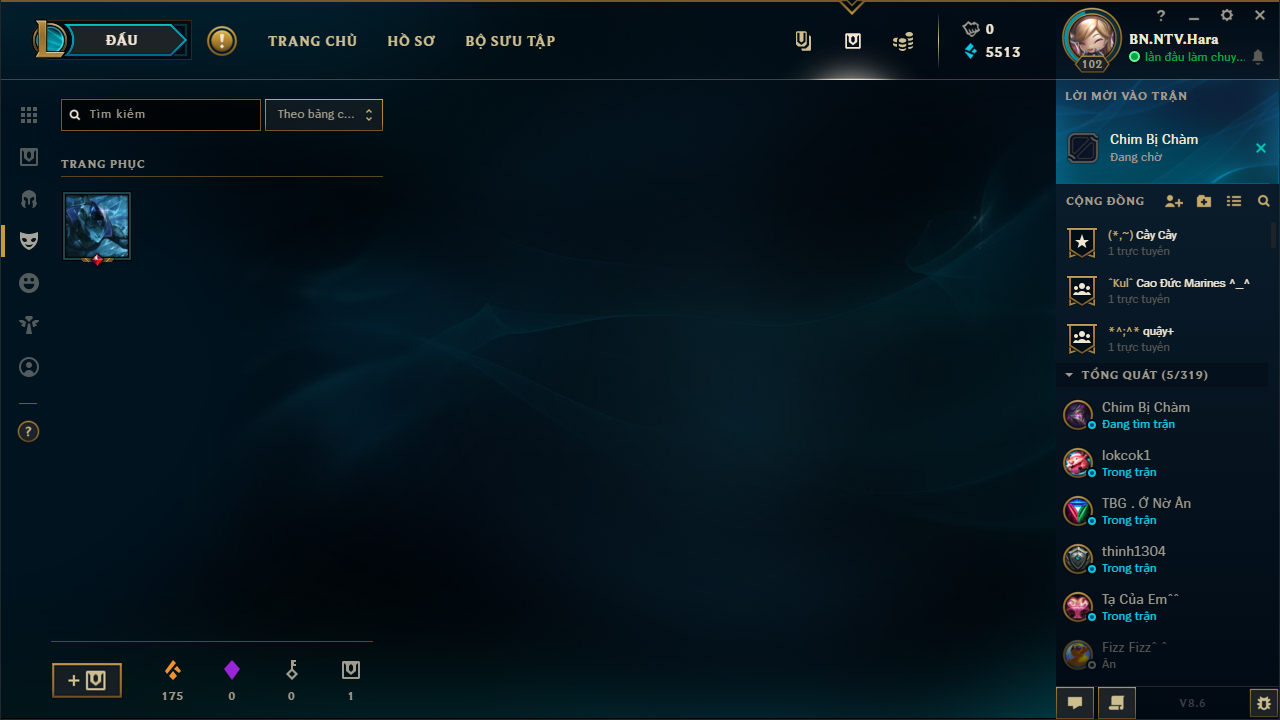 ĐẤU
TRANG CHỦ
HỒ SƠ
BỘ SƯU TẬP
0
5513
102
BN.NTV.Hara
lần đầu làm chuy...
Tìm kiếm
Theo bảng c...
TRANG PHỤC
175
0
0
1
LỜI MỜI VÀO TRẬN
Chim Bị Chàm
Đang chờ
CỘNG ĐỒNG
(*,~) Cầy Cầy
1 trực tuyến
ˆKulˆ Cao Đức Marines ^_^
1 trực tuyến
*^;^* quậy+
1 trực tuyến
TỔNG QUÁT (5/319)
Chim Bị Chàm
Đang tìm trận
lokcok1
Trong trận
TBG . Ớ Nờ Ân
Trong trận
thinh1304
Trong trận
Tạ Của Emˆˆ
Trong trận
Fizz Fizzˆ ˆ
Ẩn
V8.6